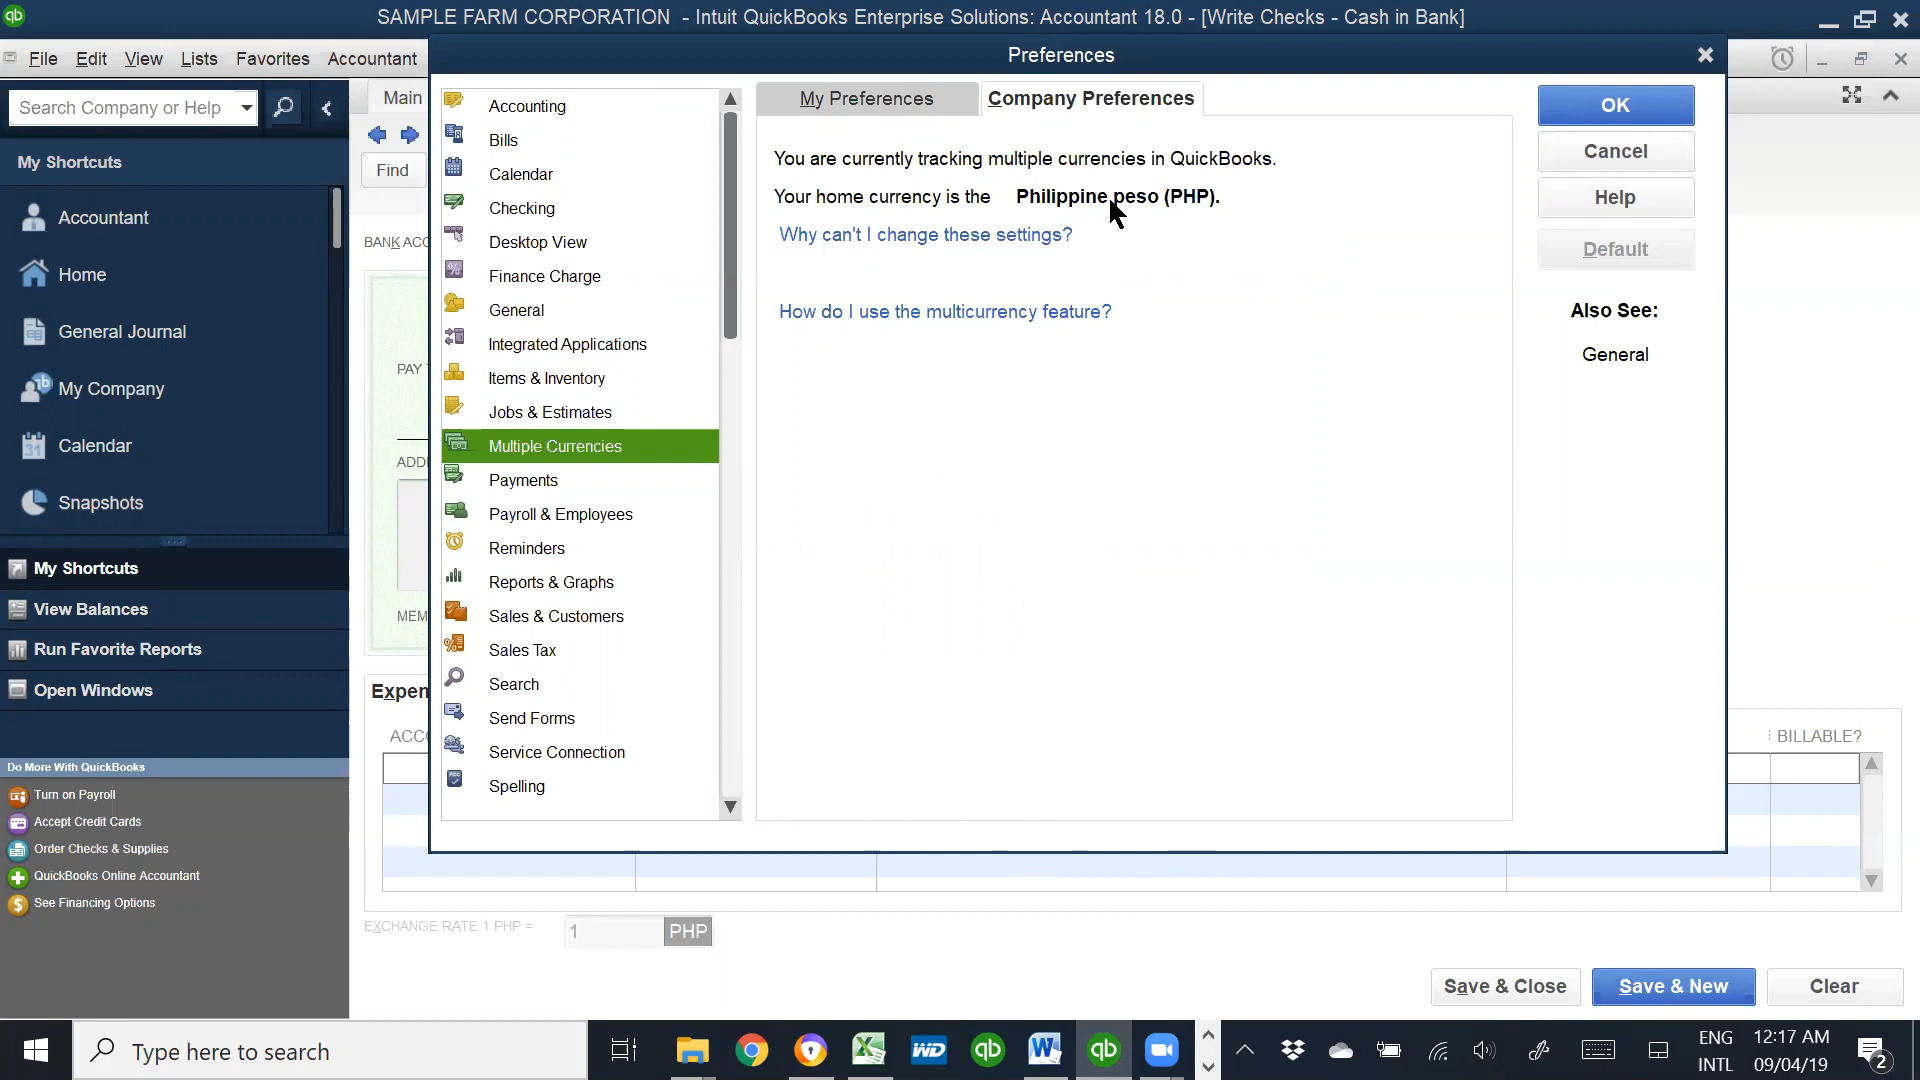 SAMPLE FARM CORPORATION - Intuit QuickBooks Enterprise Solutions: Accountant 18.0 - [Write Checks - Cash in Bank]
File Edit View Lists Favorites Accountant
Preferences
Search Company or Help
My Shortcuts
Accountant
Home
General Journal
My Company
Calendar
Snapshots
My Shortcuts
View Balances
Run Favorite Reports
Open Windows
Do More With QuickBooks
Turn on Payroll
Accept Credit Cards
Order Checks & Supplies
QuickBooks Online Accountant
See Financing Options
Main
Find
BANK ACC
PAY
ADD
MEM
Expen
ACC
BILLABLE?
EXCHANGE RATE 1 PHP =
1
PHP
Accounting
Bills
Calendar
Checking
Desktop View
Finance Charge
General
Integrated Applications
Items & Inventory
Jobs & Estimates
Multiple Currencies
Payments
Payroll & Employees
Reminders
Reports & Graphs
Sales & Customers
Sales Tax
Search
Send Forms
Service Connection
Spelling
My Preferences
Company Preferences
You are currently tracking multiple currencies in QuickBooks.
Your home currency is the Philippine peso (PHP).
Why can't I change these settings?
How do I use the multicurrency feature?
OK
Cancel
Help
Default
Also See:
General
Save & Close
Save & New
Clear
Type here to search
ENG
INTL
12:17 AM
09/04/19
2